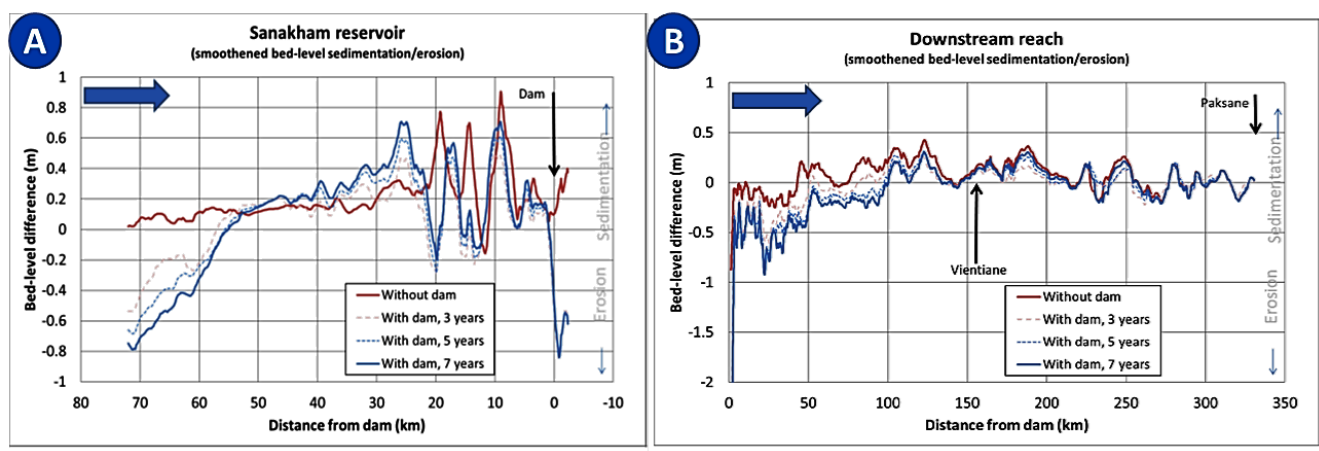 A
Sanakham reservoir
(smoothened bed-level sedimentation/erosion)
Bed-level difference (m)
1
0.8
0.6
0.4
0.2
0
-0.2
-0.4
-0.6
-0.8
-1
Dam
Sedimentation
Erosion
Without dam
With dam, 3 years
With dam, 5 years
With dam, 7 years
80 70 60 50 40 30 20 10 0 -10
Distance from dam (km)
B
Downstream reach
(smoothened bed-level sedimentation/erosion)
Bed-level difference (m)
1
0.5
0
-0.5
-1
-1.5
-2
Paksane
Vientiane
Sedimentation
Erosion
Without dam
With dam, 3 years
With dam, 5 years
With dam, 7 years
0 50 100 150 200 250 300 350
Distance from dam (km)